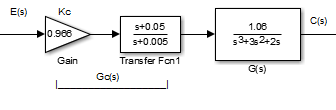 E(s)
Kc
C(s)
0.966
s+0.05
s+0.005
1.06
s3+3s2+2s
Gain
Transfer Fcn1
G(s)
Gc(s)